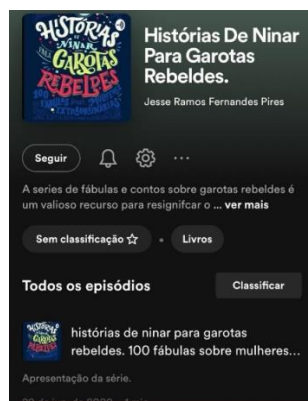 HISTÓRIAS
DE
NINAR
PARA
GAROTAS
REBELDES
Histórias De Ninar
Para Garotas
Rebeldes.
Jesse Ramos Fernandes Pires
Seguir
A series de fábulas e contos sobre garotas rebeldes é
um valioso recurso para resignifcar o ... ver mais
Sem classificação
Livros
Todos os episódios
Classificar
histórias de ninar para garotas
rebeldes. 100 fábulas sobre mulheres...
Apresentação da série.